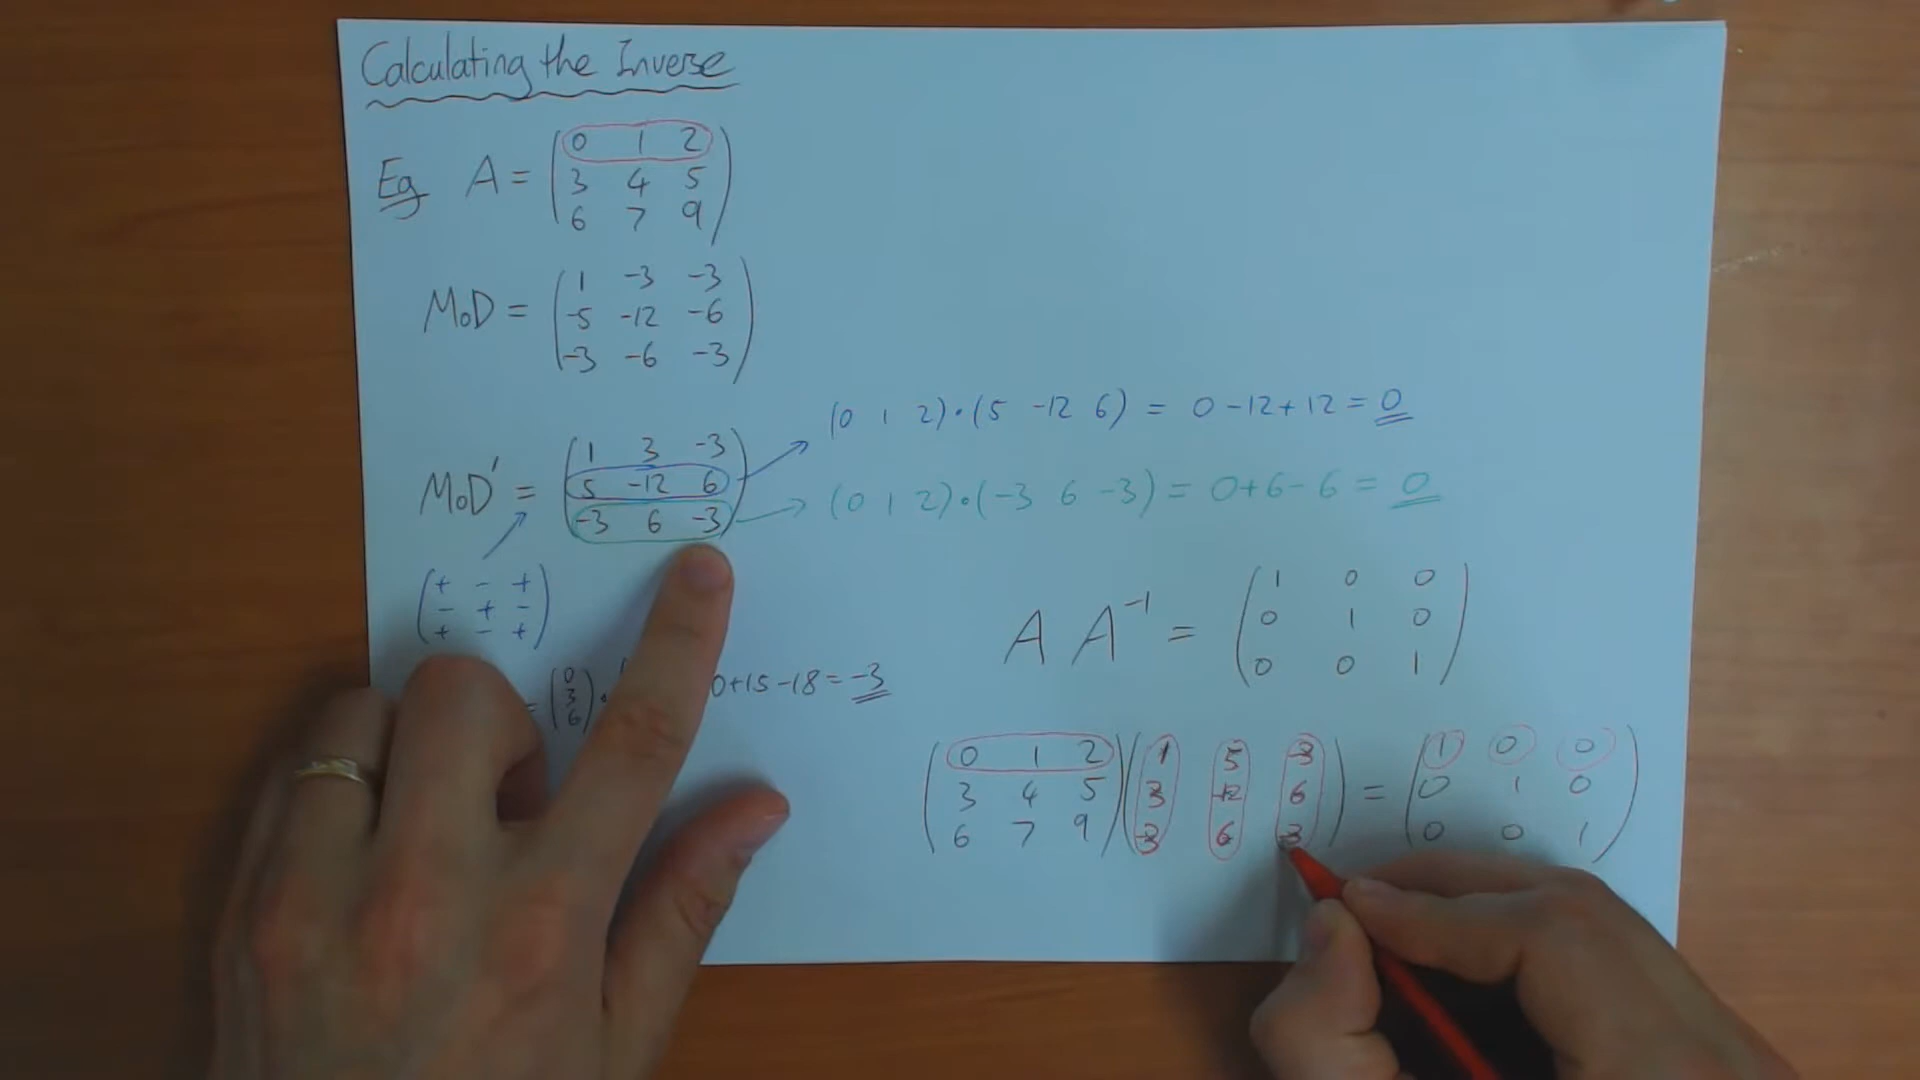 Calculating the Inverse
Eg A = (0 1 2
3 4 5
6 7 9)
MoD = (1 -3 -3
-5 -12 -6
-3 -6 -3)
MoD' = (1 3 -3
5 -12 6
-3 6 -3)
(0 1 2)•(5 -12 6) = 0-12+12=0
(0 1 2)•(-3 6 -3) = 0+6-6 = 0
(+ - +
- + -
+ - +)
= (0
3
6)•
0+15-18=-3
A A⁻¹ = (1 0 0
0 1 0
0 0 1)
(0 1 2
3 4 5
6 7 9)(1 5 -3
3 -12 6
-3 6 -3) = (1 0 0
0 1 0
0 0 1)